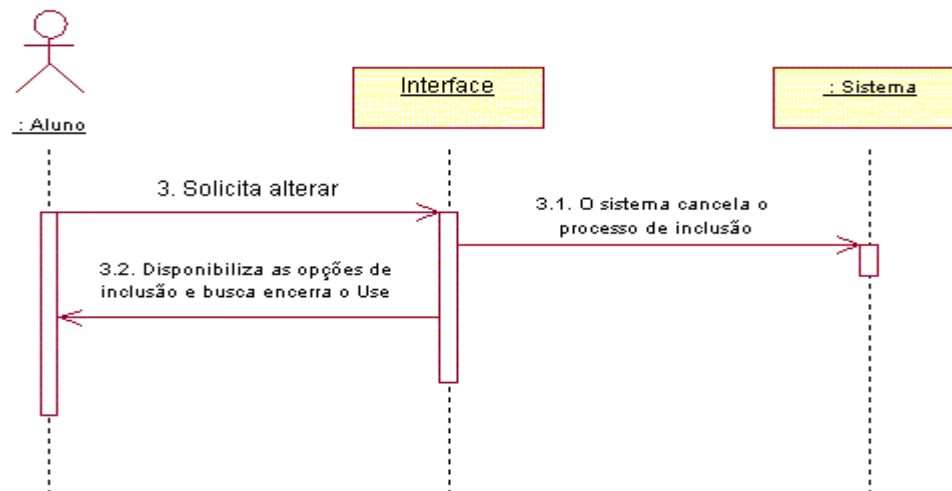 : Aluno
Interface
: Sistema
3. Solicita alterar
3.1. O sistema cancela o
processo de inclusão
3.2. Disponibiliza as opções de
inclusão e busca encerra o Use